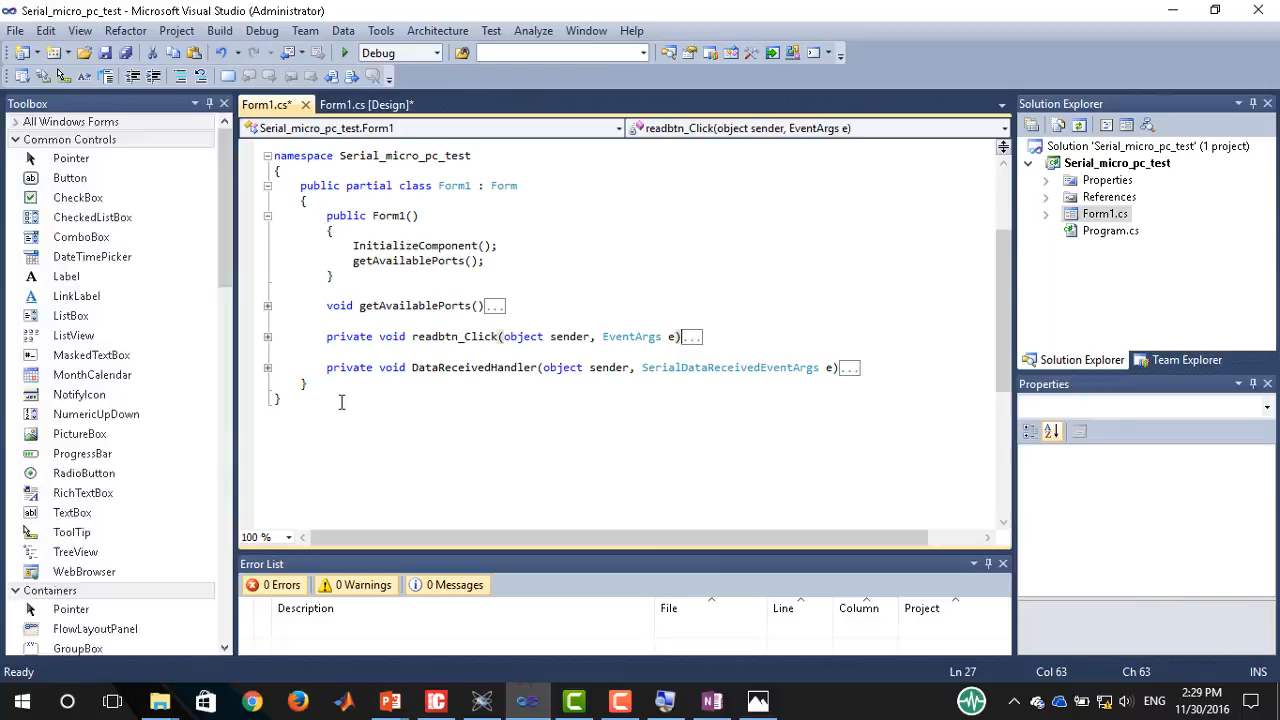 Serial_micro_pc_test - Microsoft Visual Studio (Administrator)
File Edit View Refactor Project Build Debug Team Data Tools Architecture Test Analyze Window Help
Debug
Toolbox
All Windows Forms
Common Controls
Pointer
Button
CheckBox
CheckedListBox
ComboBox
DateTimePicker
Label
LinkLabel
ListBox
ListView
MaskedTextBox
MonthCalendar
NotifyIcon
NumericUpDown
PictureBox
ProgressBar
RadioButton
RichTextBox
TextBox
ToolTip
TreeView
WebBrowser
Containers
Pointer
FlowLayoutPanel
GroupBox
Form1.cs* Form1.cs [Design]*
Serial_micro_pc_test.Form1 readbtn_Click(object sender, EventArgs e)
namespace Serial_micro_pc_test
{
public partial class Form1 : Form
{
public Form1()
{
InitializeComponent();
getAvailablePorts();
}
void getAvailablePorts()...
private void readbtn_Click(object sender, EventArgs e)...
private void DataReceivedHandler(object sender, SerialDataReceivedEventArgs e)...
}
}
100 %
Error List
0 Errors 0 Warnings 0 Messages
Description File Line Column Project
Solution Explorer
Solution 'Serial_micro_pc_test' (1 project)
Serial_micro_pc_test
Properties
References
Form1.cs
Program.cs
Solution Explorer Team Explorer
Properties
Ready Ln 27 Col 63 Ch 63 INS
ENG 2:29 PM
11/30/2016